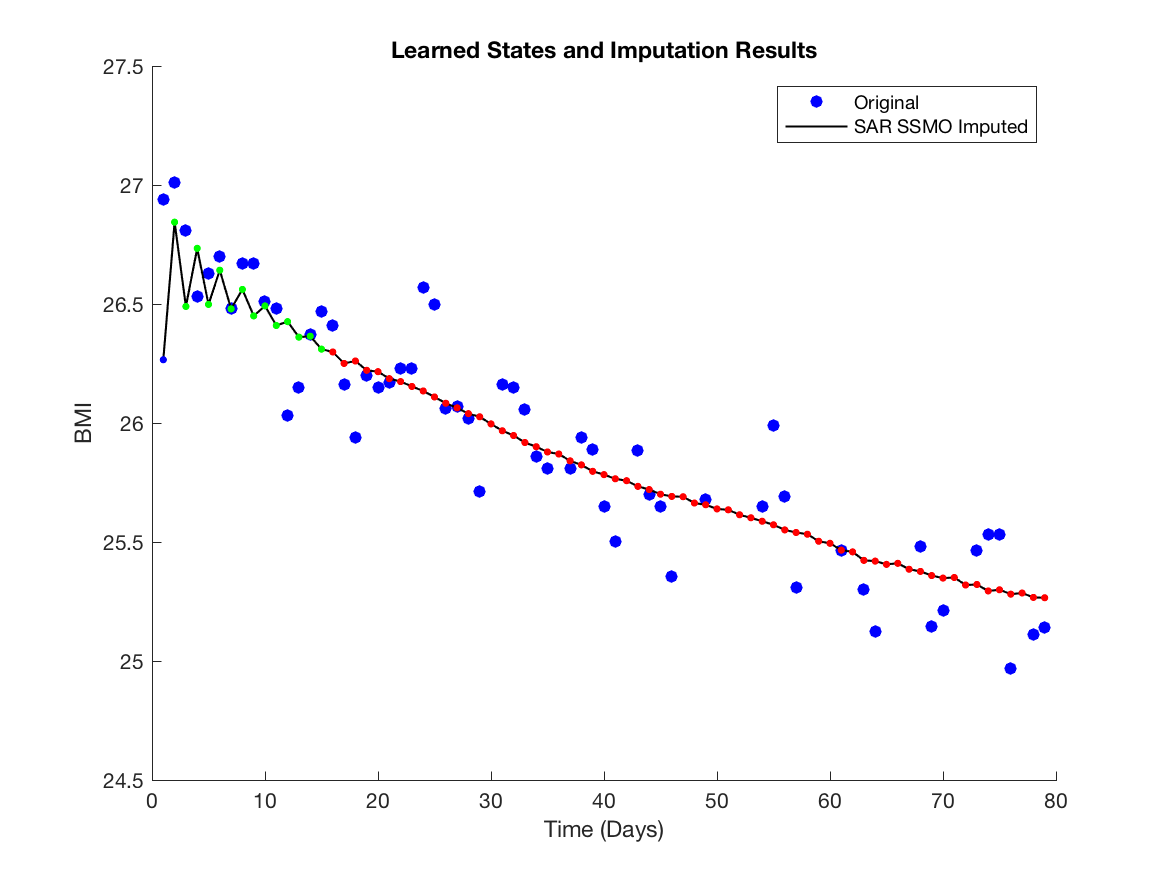 Learned States and Imputation Results
Original
SAR SSMO Imputed
27.5
27
26.5
26
25.5
25
24.5
BMI
0 10 20 30 40 50 60 70 80
Time (Days)